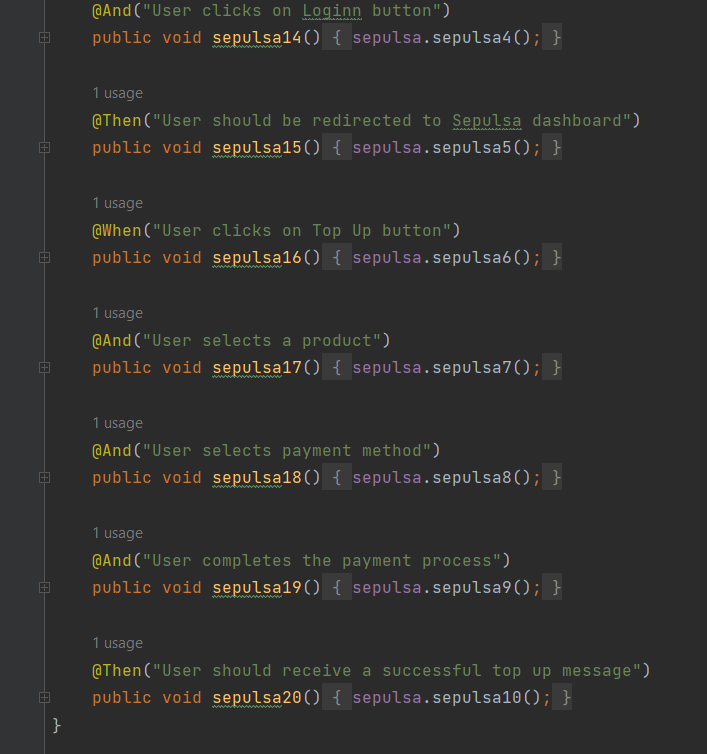 @And("User clicks on Loginn button")
public void sepulsa14() { sepulsa.sepulsa4(); }
1 usage
@Then("User should be redirected to Sepulsa dashboard")
public void sepulsa15() { sepulsa.sepulsa5(); }
1 usage
@When("User clicks on Top Up button")
public void sepulsa16() { sepulsa.sepulsa6(); }
1 usage
@And("User selects a product")
public void sepulsa17() { sepulsa.sepulsa7(); }
1 usage
@And("User selects payment method")
public void sepulsa18() { sepulsa.sepulsa8(); }
1 usage
@And("User completes the payment process")
public void sepulsa19() { sepulsa.sepulsa9(); }
1 usage
@Then("User should receive a successful top up message")
public void sepulsa20() { sepulsa.sepulsa10(); }
}